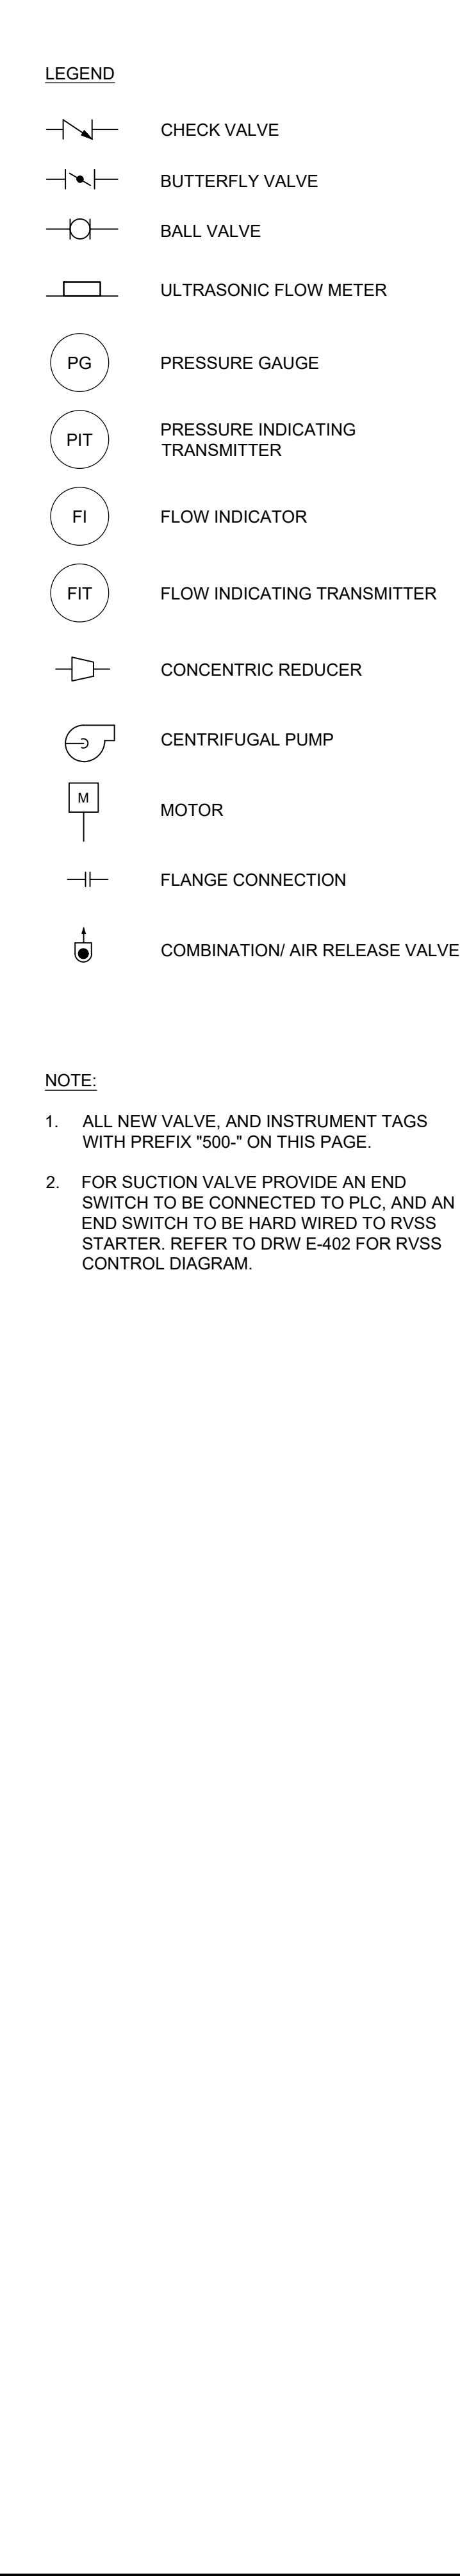 LEGEND
CHECK VALVE
BUTTERFLY VALVE
BALL VALVE
ULTRASONIC FLOW METER
PG PRESSURE GAUGE
PIT PRESSURE INDICATING
TRANSMITTER
FI FLOW INDICATOR
FIT FLOW INDICATING TRANSMITTER
CONCENTRIC REDUCER
CENTRIFUGAL PUMP
M
MOTOR
FLANGE CONNECTION
COMBINATION/ AIR RELEASE VALVE
NOTE:
1. ALL NEW VALVE, AND INSTRUMENT TAGS
WITH PREFIX "500-" ON THIS PAGE.
2. FOR SUCTION VALVE PROVIDE AN END
SWITCH TO BE CONNECTED TO PLC, AND AN
END SWITCH TO BE HARD WIRED TO RVSS
STARTER. REFER TO DRW E-402 FOR RVSS
CONTROL DIAGRAM.